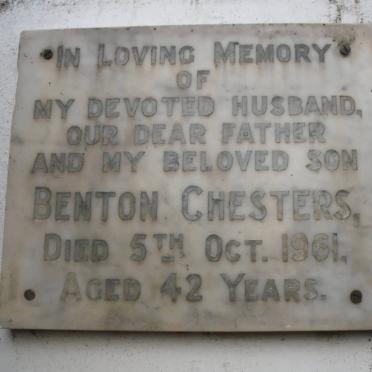 In Loving Memory
of
my devoted husband,
our dear father
and my beloved son
Benton Chesters,
Died 5th Oct. 1961,
Aged 42 Years.